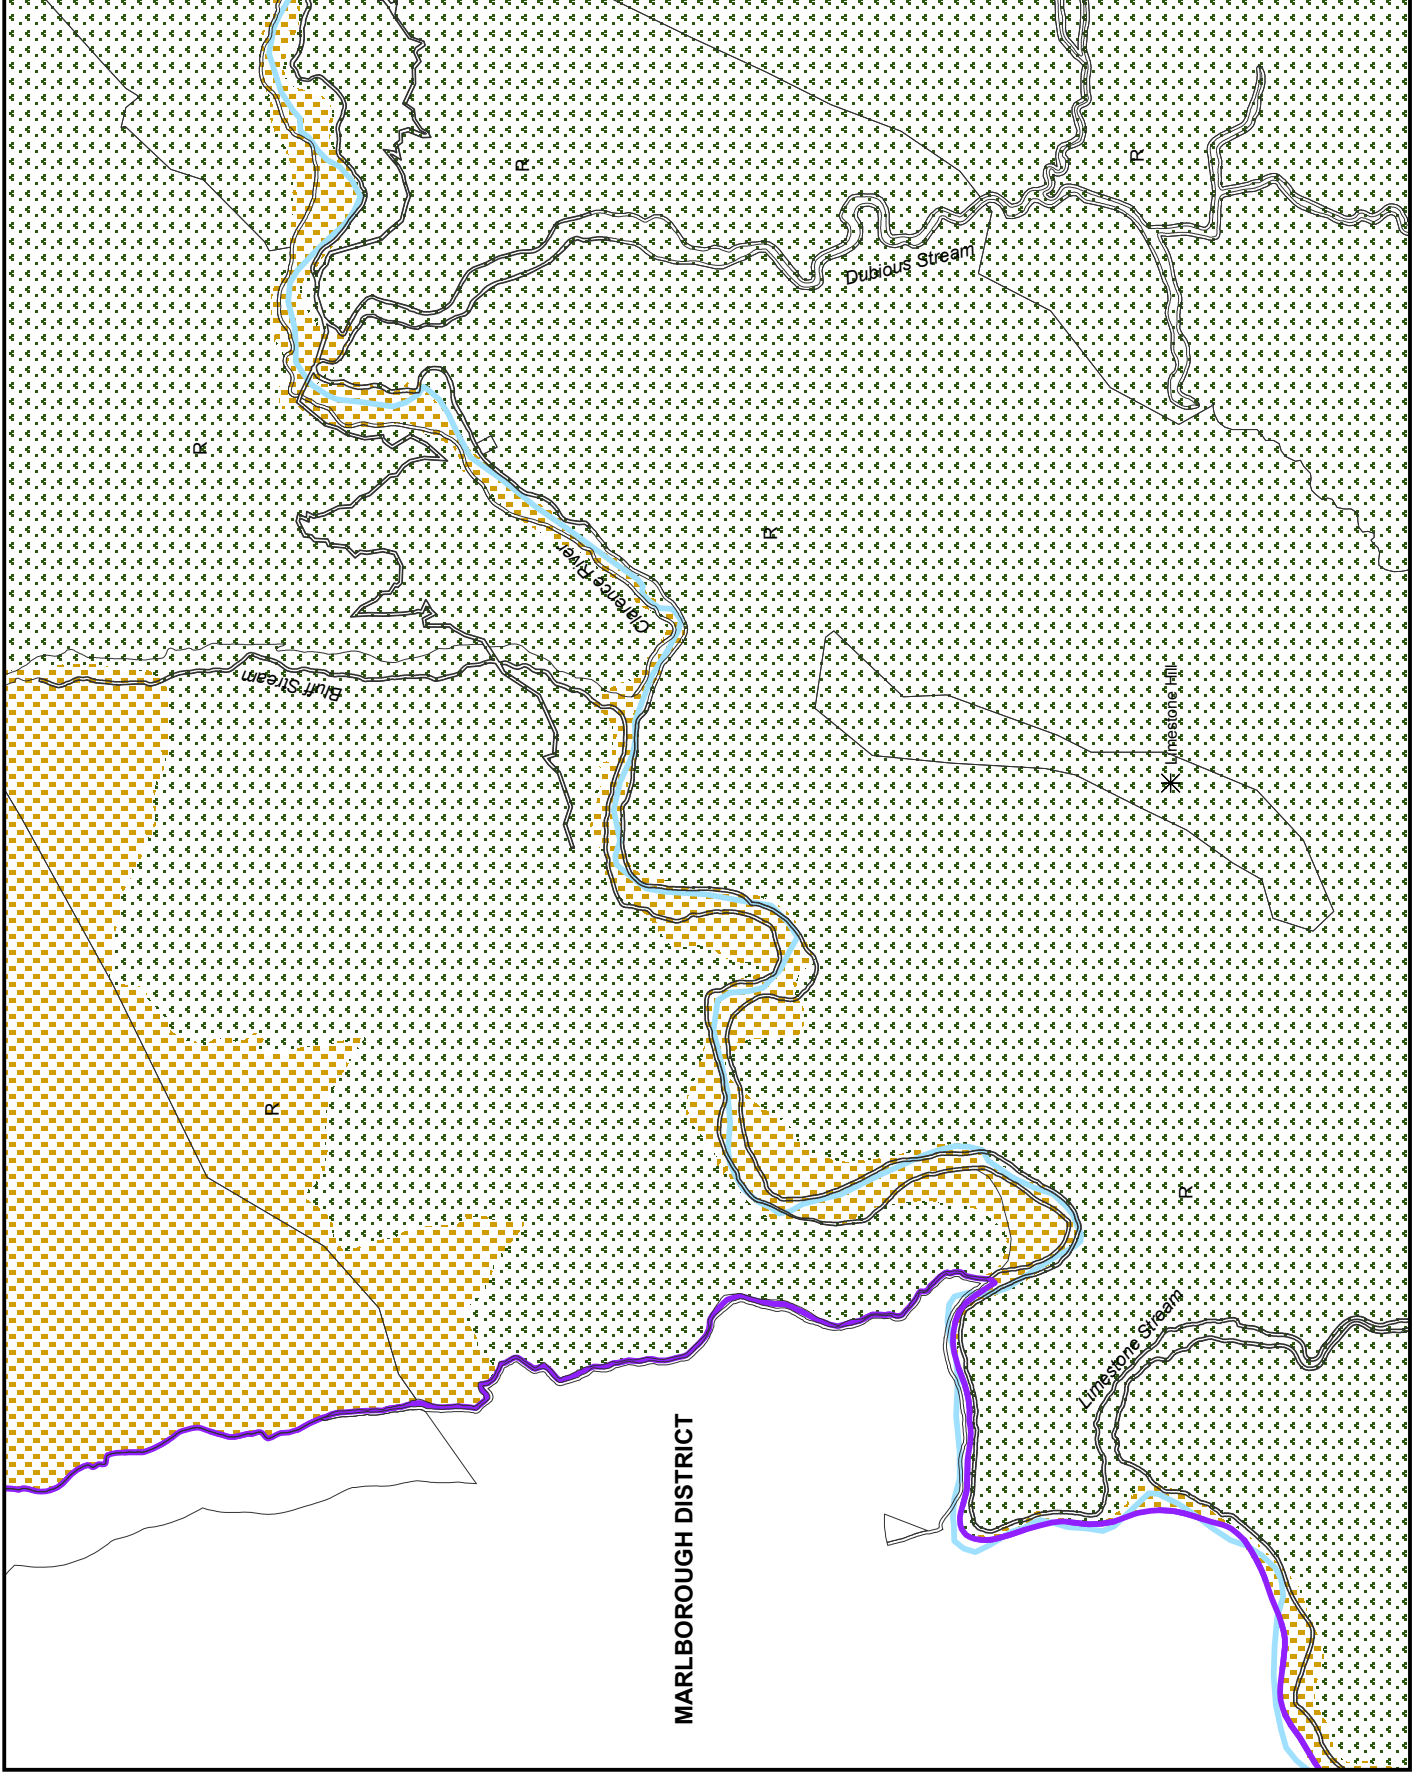 R
R
R
Dubious Stream
R
Clarence River
R
Bluff Stream
Limestone Hill
R
R
Limestone Stream
MARLBOROUGH DISTRICT